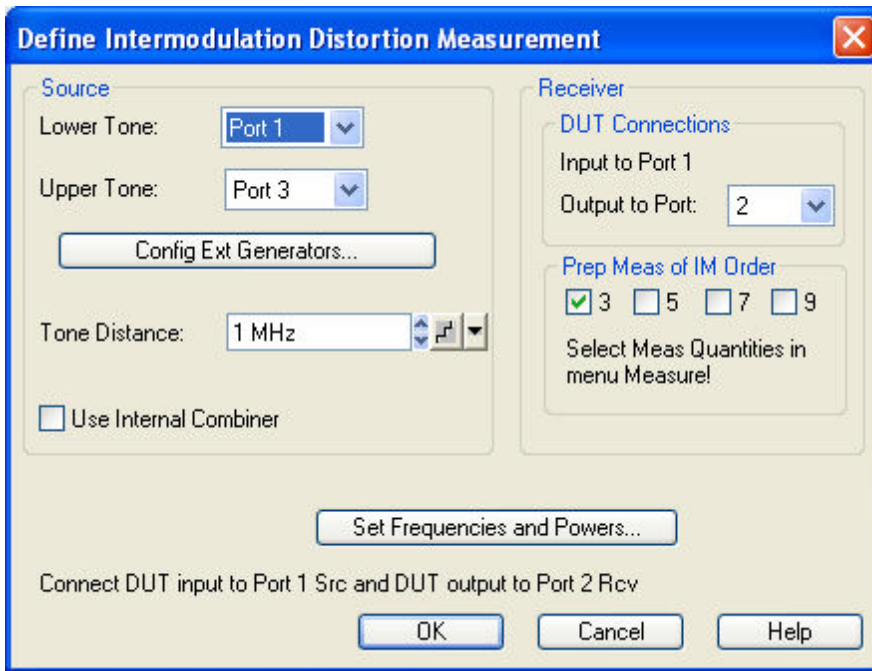 Define Intermodulation Distortion Measurement
Source
Lower Tone: Port 1
Upper Tone: Port 3
Config Ext Generators...
Tone Distance: 1 MHz
Use Internal Combiner
Receiver
DUT Connections
Input to Port 1
Output to Port: 2
Prep Meas of IM Order
3 5 7 9
Select Meas Quantities in
menu Measure!
Set Frequencies and Powers...
Connect DUT input to Port 1 Src and DUT output to Port 2 Rcv
OK Cancel Help